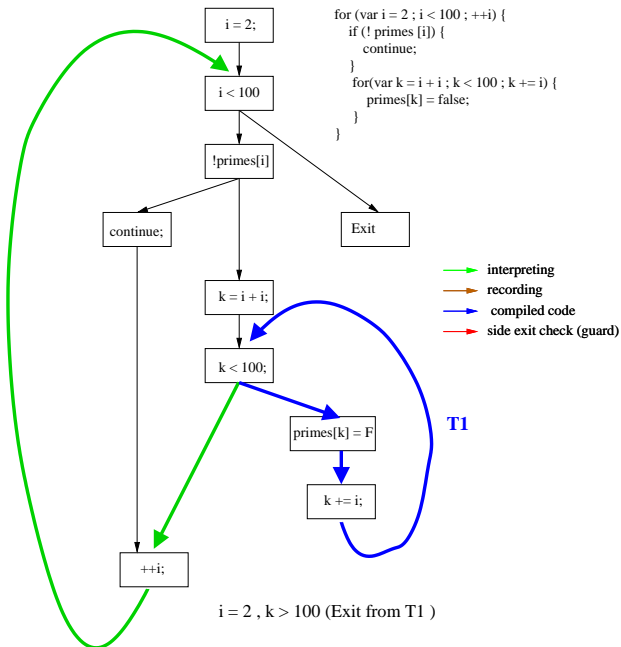 i = 2;
for (var i = 2 ; i < 100 ; ++i) {
if (! primes [i]) {
continue;
}
for(var k = i + i ; k < 100 ; k += i) {
primes[k] = false;
}
}
i < 100
!primes[i]
continue;
Exit
interpreting
recording
compiled code
side exit check (guard)
k = i + i;
k < 100;
T1
primes[k] = F
k += i;
++i;
i = 2 , k > 100 (Exit from T1 )